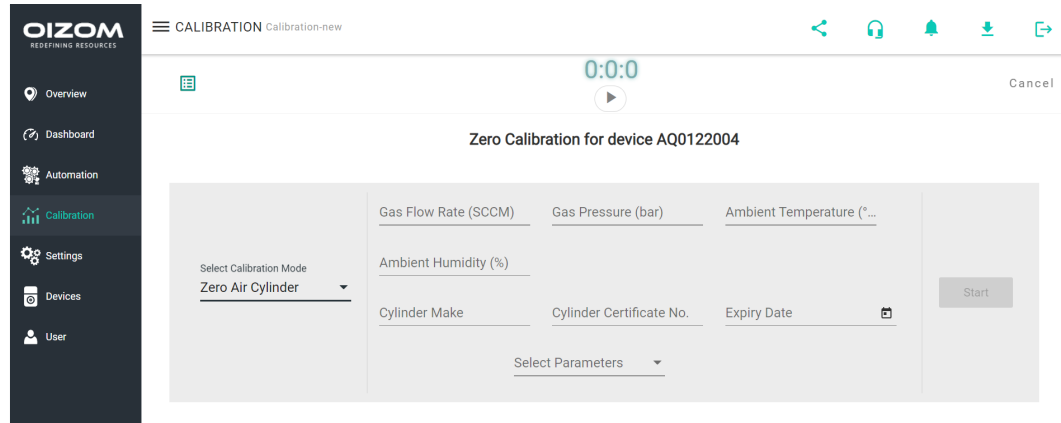 OIZOM
REDEFINING RESOURCES
CALIBRATION Calibration-new
Overview
Dashboard
Automation
Calibration
Settings
Devices
User
0:0:0
Cancel
Zero Calibration for device AQ0122004
Select Calibration Mode
Zero Air Cylinder
Gas Flow Rate (SCCM)
Gas Pressure (bar)
Ambient Temperature (°...
Ambient Humidity (%)
Cylinder Make
Cylinder Certificate No.
Expiry Date
Select Parameters
Start